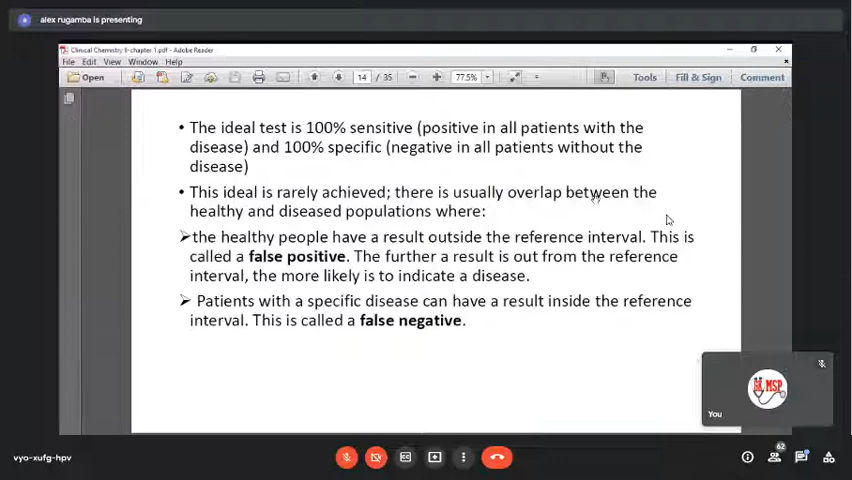 alex rugamba is presenting
Clinical Chemistry II-chapter 1.pdf - Adobe Reader
File Edit View Window Help
Open 14 / 35 77.5% Tools Fill & Sign Comment
• The ideal test is 100% sensitive (positive in all patients with the
disease) and 100% specific (negative in all patients without the
disease)
• This ideal is rarely achieved; there is usually overlap between the
healthy and diseased populations where:
➢the healthy people have a result outside the reference interval. This is
called a false positive. The further a result is out from the reference
interval, the more likely is to indicate a disease.
➢ Patients with a specific disease can have a result inside the reference
interval. This is called a false negative.
MSP
You
vyo-xufg-hpv
62